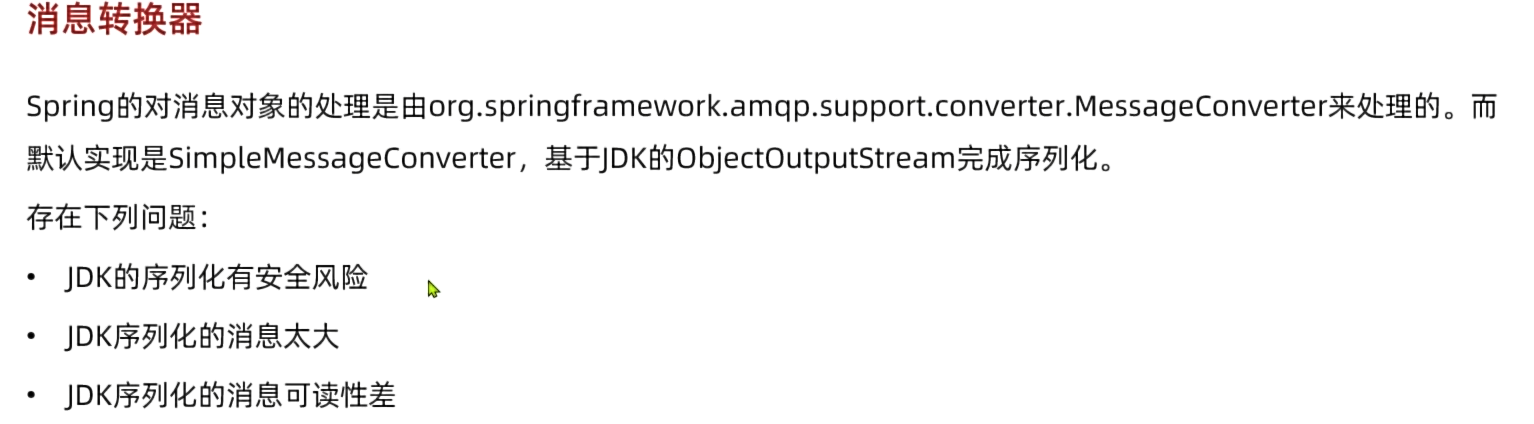 消息转换器
Spring的对消息对象的处理是由org.springframework.amqp.support.converter.MessageConverter来处理的。而
默认实现是SimpleMessageConverter，基于JDK的ObjectOutputStream完成序列化。
存在下列问题：
• JDK的序列化有安全风险
• JDK序列化的消息太大
• JDK序列化的消息可读性差